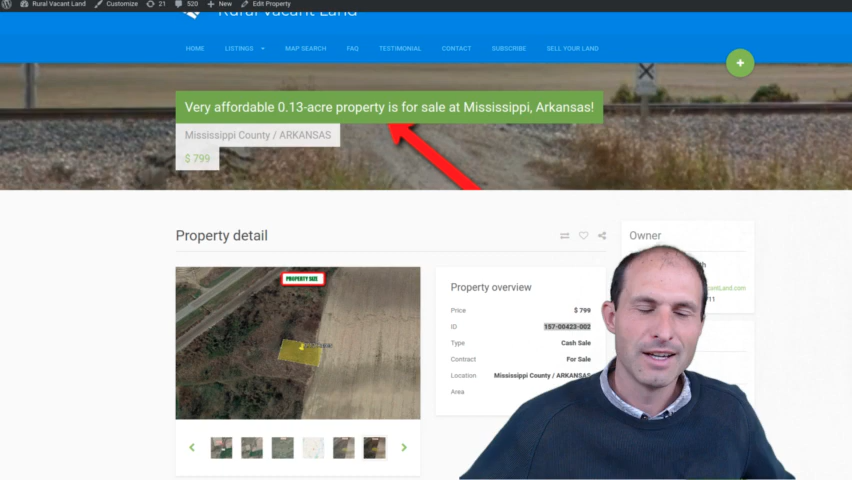 Rural Vacant Land Customize 21 520 New Edit Property
Rural Vacant Land
HOME LISTINGS MAP SEARCH FAQ TESTIMONIAL CONTACT SUBSCRIBE SELL YOUR LAND
+
Very affordable 0.13-acre property is for sale at Mississippi, Arkansas!
Mississippi County / ARKANSAS
$ 799
Property detail
Owner
PROPERTY SIZE
Property overview
Price $ 799
ID 157-00423-002
Type Cash Sale
Contract For Sale
Location Mississippi County / ARKANSAS
Area